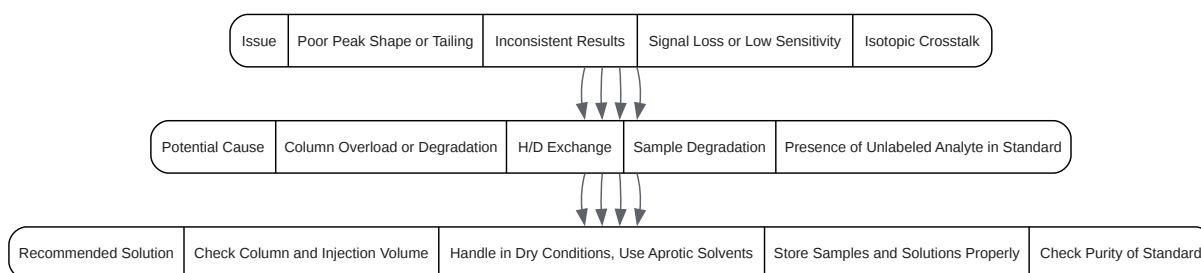 Issue
Poor Peak Shape or Tailing
Inconsistent Results
Signal Loss or Low Sensitivity
Isotopic Crosstalk
Potential Cause
Column Overload or Degradation
H/D Exchange
Sample Degradation
Presence of Unlabeled Analyte in Standard
Recommended Solution
Check Column and Injection Volume
Handle in Dry Conditions, Use Aprotic Solvents
Store Samples and Solutions Properly
Check Purity of Standard